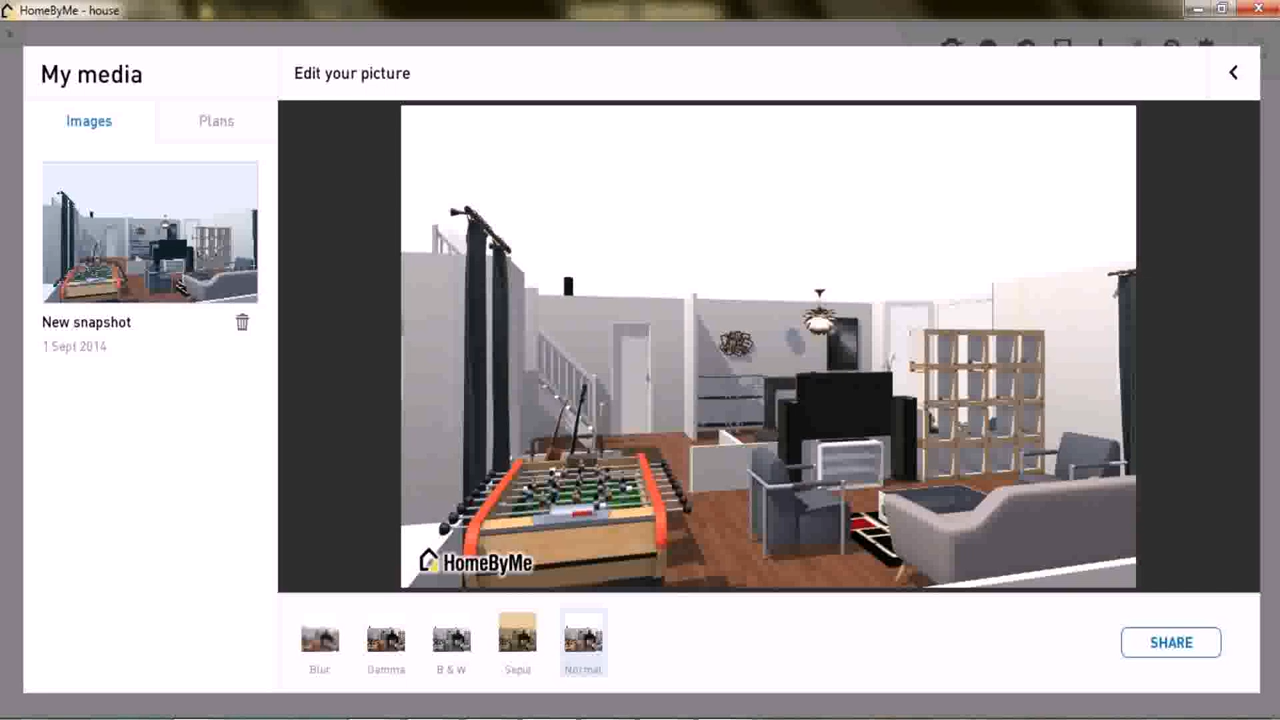 HomeByMe - house
My media
Edit your picture
Images
Plans
New snapshot
1 Sept 2014
HomeByMe
Blur
Gamma
B & W
Sepia
Normal
SHARE